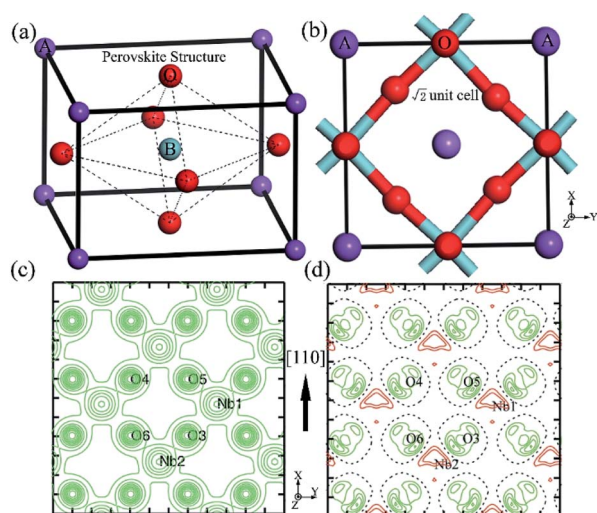 (a)
A
Perovskite Structure
O
B
(b)
A
O
A
√2 unit cell
A
A
X
Z
Y
(c)
O4
O5
Nb1
O6
O3
Nb2
[110]
X
Z
Y
(d)
O4
O5
Nb1
O6
O3
Nb2